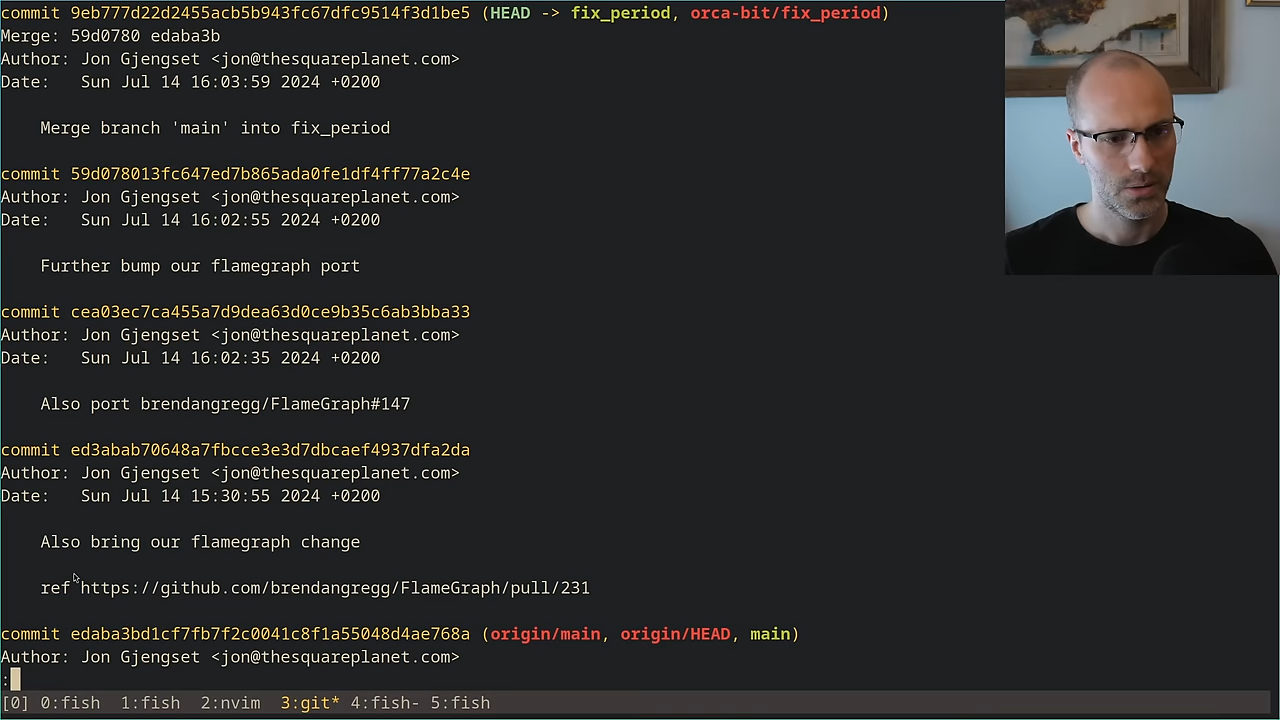 commit 9eb777d22d2455acb5b943fc67dfc9514f3d1be5 (HEAD -> fix_period, orca-bit/fix_period)
Merge: 59d0780 edaba3b
Author: Jon Gjengset <jon@thesquareplanet.com>
Date:   Sun Jul 14 16:03:59 2024 +0200
    Merge branch 'main' into fix_period
commit 59d078013fc647ed7b865ada0fe1df4ff77a2c4e
Author: Jon Gjengset <jon@thesquareplanet.com>
Date:   Sun Jul 14 16:02:55 2024 +0200
    Further bump our flamegraph port
commit cea03ec7ca455a7d9dea63d0ce9b35c6ab3bba33
Author: Jon Gjengset <jon@thesquareplanet.com>
Date:   Sun Jul 14 16:02:35 2024 +0200
    Also port brendangregg/FlameGraph#147
commit ed3abab70648a7fbcce3e3d7dbcaef4937dfa2da
Author: Jon Gjengset <jon@thesquareplanet.com>
Date:   Sun Jul 14 15:30:55 2024 +0200
    Also bring our flamegraph change
    ref https://github.com/brendangregg/FlameGraph/pull/231
commit edaba3bd1cf7fb7f2c0041c8f1a55048d4ae768a (origin/main, origin/HEAD, main)
Author: Jon Gjengset <jon@thesquareplanet.com>
:
[0] 0:fish  1:fish  2:nvim  3:git* 4:fish- 5:fish